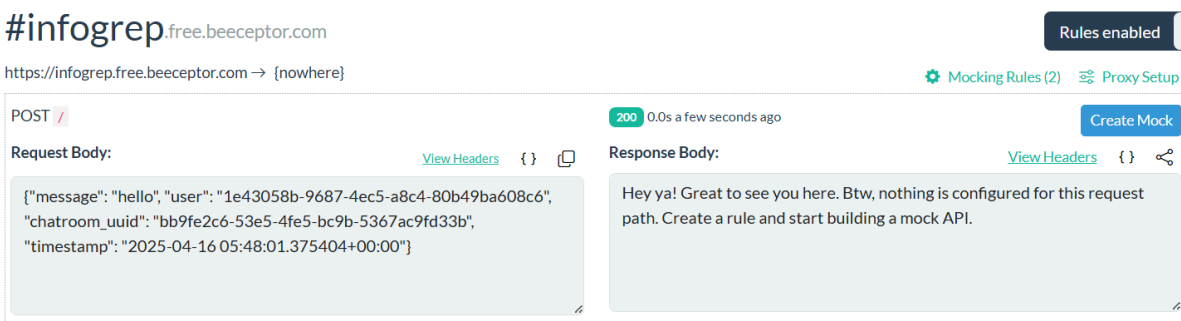 #infogrep.free.beeceptor.com
Rules enabled
https://infogrep.free.beeceptor.com → {nowhere}
Mocking Rules (2) Proxy Setup
POST /
200 0.0s a few seconds ago
Create Mock
Request Body:
View Headers { }
{"message": "hello", "user": "1e43058b-9687-4ec5-a8c4-80b49ba608c6",
"chatroom_uuid": "bb9fe2c6-53e5-4fe5-bc9b-5367ac9fd33b",
"timestamp": "2025-04-16 05:48:01.375404+00:00"}
Response Body:
View Headers { }
Hey ya! Great to see you here. Btw, nothing is configured for this request
path. Create a rule and start building a mock API.